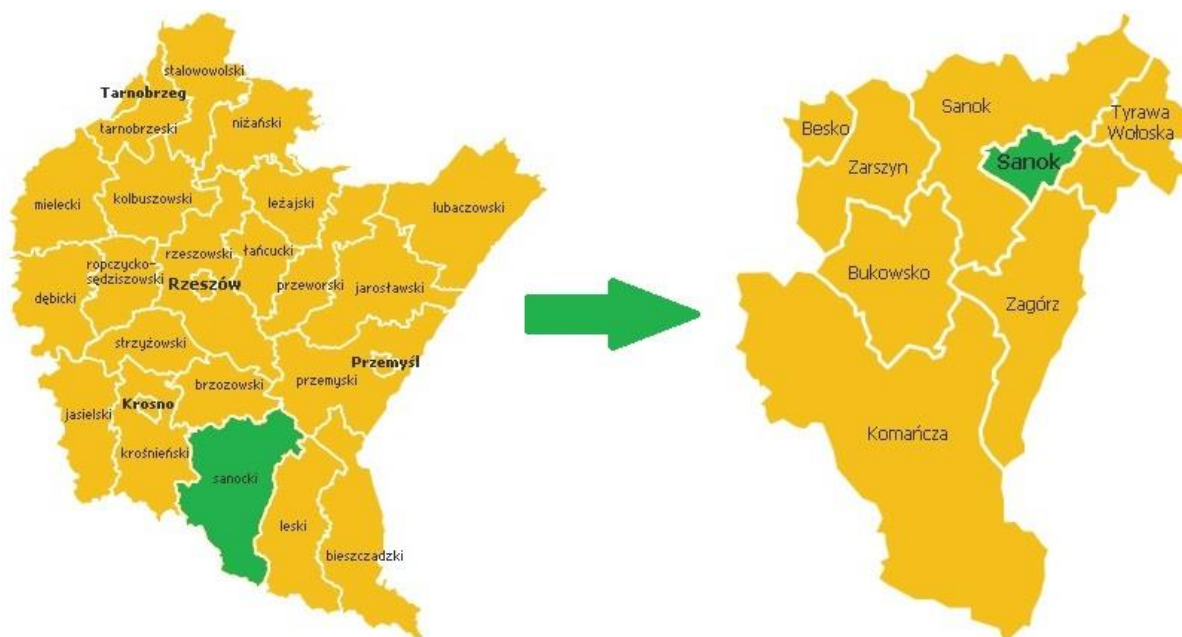 stalowowolski
Tarnobrzeg
tarnobrzeski
niżański
mielecki
kolbuszowski
leżajski
lubaczowski
ropczycko-
sędziszowski
rzeszowski
łańcucki
dębicki
Rzeszów
przeworski
jarosławski
strzyżowski
Przemyśl
przemyski
brzozowski
jasielski
Krosno
krośnieński
sanocki
leski
bieszczadzki
Sanok
Besko
Tyrawa
Wołoska
Zarszyn
Sanok
Bukowsko
Zagórz
Komańcza